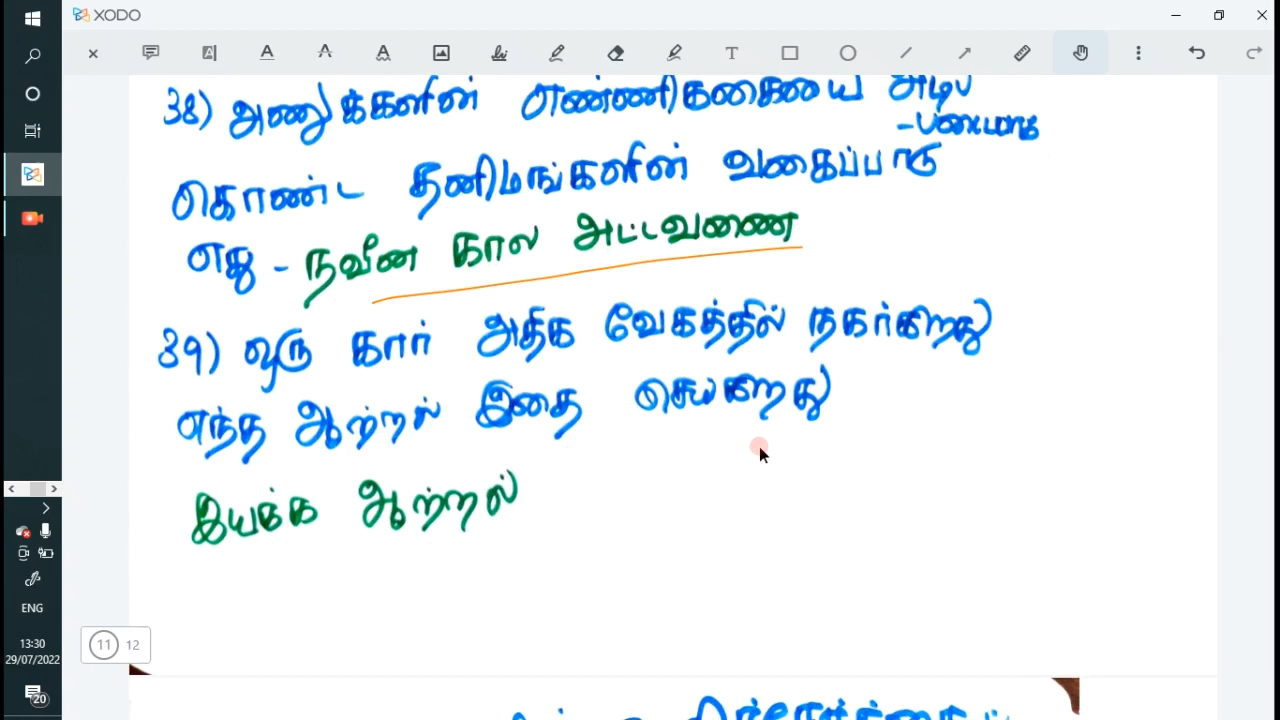 XODO
38) அணுக்களின் எண்ணிக்கையை அடிப்
-படையாக
கொண்ட தனிமங்களின் வகைப்பாடு
எது - நவீன கால அட்டவணை
39) ஒரு கார் அதிக வேகத்தில் நகர்கிறது
எந்த ஆற்றல் இதை செய்கிறது
இயக்க ஆற்றல்
11 12
ENG
13:30
29/07/2022
20